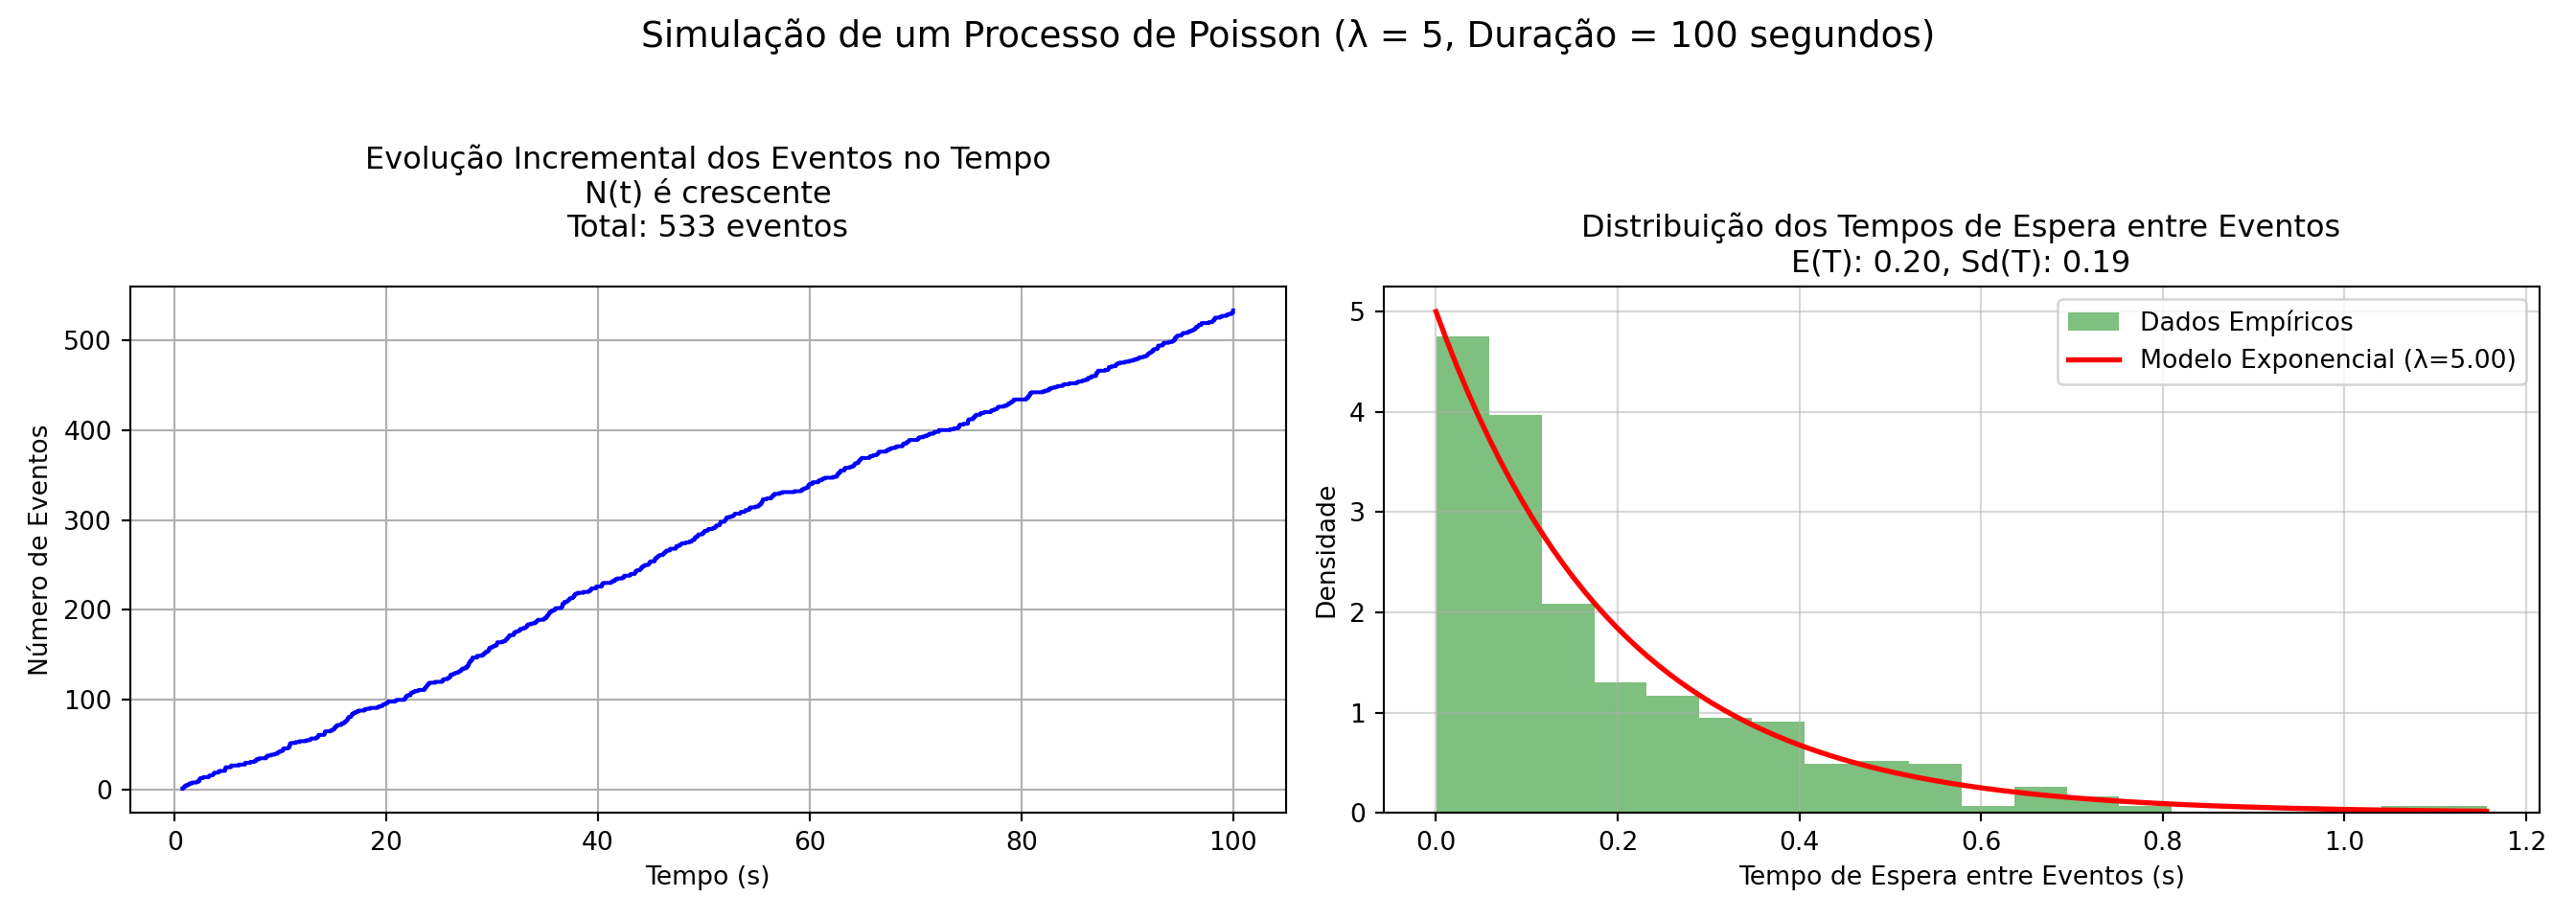 Simulação de um Processo de Poisson (λ = 5, Duração = 100 segundos)
Evolução Incremental dos Eventos no Tempo
N(t) é crescente
Total: 533 eventos
Número de Eventos
500
400
300
200
100
0
0 20 40 60 80 100
Tempo (s)
Distribuição dos Tempos de Espera entre Eventos
E(T): 0.20, Sd(T): 0.19
Dados Empíricos
Modelo Exponencial (λ=5.00)
Densidade
5
4
3
2
1
0
0.0 0.2 0.4 0.6 0.8 1.0 1.2
Tempo de Espera entre Eventos (s)